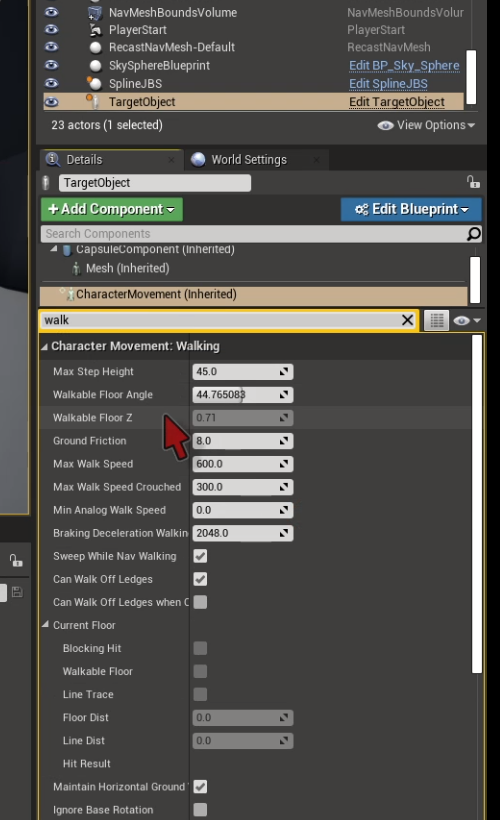 NavMeshBoundsVolume NavMeshBoundsVolur
PlayerStart PlayerStart
RecastNavMesh-Default RecastNavMesh
SkySphereBlueprint Edit BP_Sky_Sphere
SplineJBS Edit SplineJBS
TargetObject Edit TargetObject
23 actors (1 selected) View Options
Details World Settings
TargetObject
+Add Component Edit Blueprint
Search Components
CapsuleComponent (Inherited)
Mesh (Inherited)
CharacterMovement (Inherited)
walk
Character Movement: Walking
Max Step Height 45.0
Walkable Floor Angle 44.765083
Walkable Floor Z 0.71
Ground Friction 8.0
Max Walk Speed 600.0
Max Walk Speed Crouched 300.0
Min Analog Walk Speed 0.0
Braking Deceleration Walkin 2048.0
Sweep While Nav Walking
Can Walk Off Ledges
Can Walk Off Ledges when C
Current Floor
Blocking Hit
Walkable Floor
Line Trace
Floor Dist 0.0
Line Dist 0.0
Hit Result
Maintain Horizontal Ground
Ignore Base Rotation